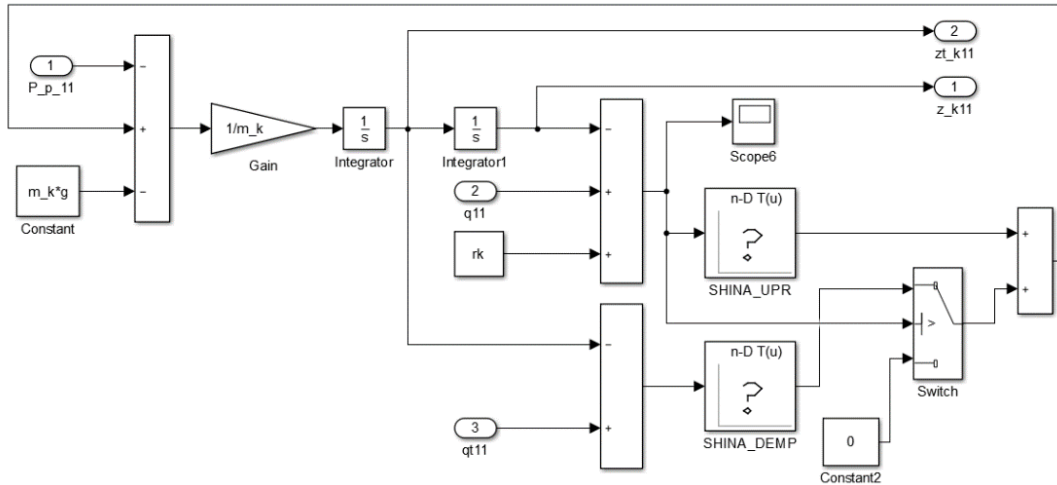 2
zt_k11
1
P_p_11
−
+
−
m_k*g
Constant
1/m_k
Gain
1
s
Integrator
1
s
Integrator1
1
z_k11
2
q11
rk
−
+
+
Scope6
n-D T(u)
SHINA_UPR
−
+
3
qt11
n-D T(u)
SHINA_DEMP
>
Switch
0
Constant2
+
+